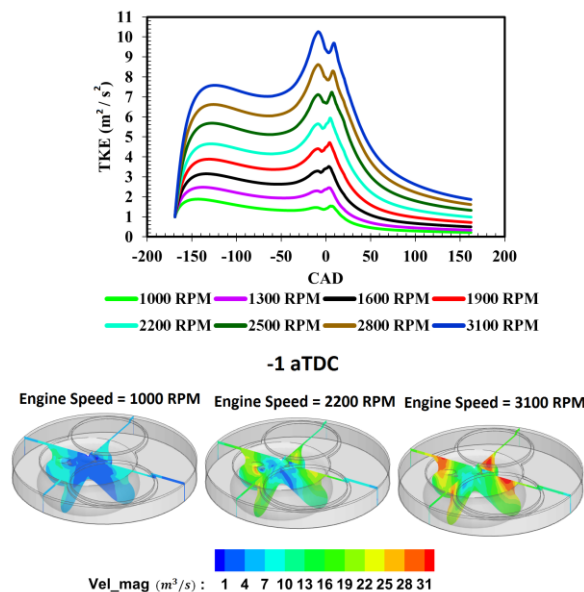 11
10
9
8
7
6
5
4
3
2
1
0
TKE (m² / s²)
-200 -150 -100 -50 0 50 100 150 200
CAD
1000 RPM 1300 RPM 1600 RPM 1900 RPM
2200 RPM 2500 RPM 2800 RPM 3100 RPM
-1 aTDC
Engine Speed = 1000 RPM Engine Speed = 2200 RPM Engine Speed = 3100 RPM
Vel_mag (m³/s) : 1 4 7 10 13 16 19 22 25 28 31